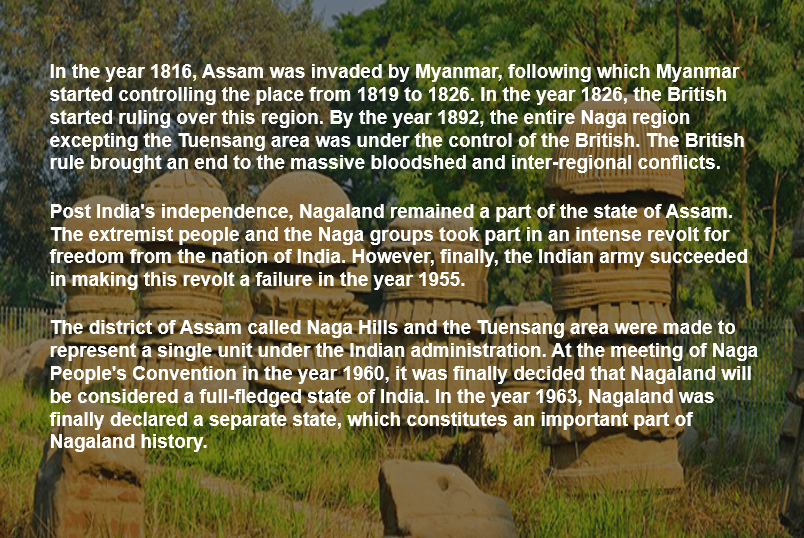 In the year 1816, Assam was invaded by Myanmar, following which Myanmar
started controlling the place from 1819 to 1826. In the year 1826, the British
started ruling over this region. By the year 1892, the entire Naga region
excepting the Tuensang area was under the control of the British. The British
rule brought an end to the massive bloodshed and inter-regional conflicts.
Post India's independence, Nagaland remained a part of the state of Assam.
The extremist people and the Naga groups took part in an intense revolt for
freedom from the nation of India. However, finally, the Indian army succeeded
in making this revolt a failure in the year 1955.
The district of Assam called Naga Hills and the Tuensang area were made to
represent a single unit under the Indian administration. At the meeting of Naga
People's Convention in the year 1960, it was finally decided that Nagaland will
be considered a full-fledged state of India. In the year 1963, Nagaland was
finally declared a separate state, which constitutes an important part of
Nagaland history.